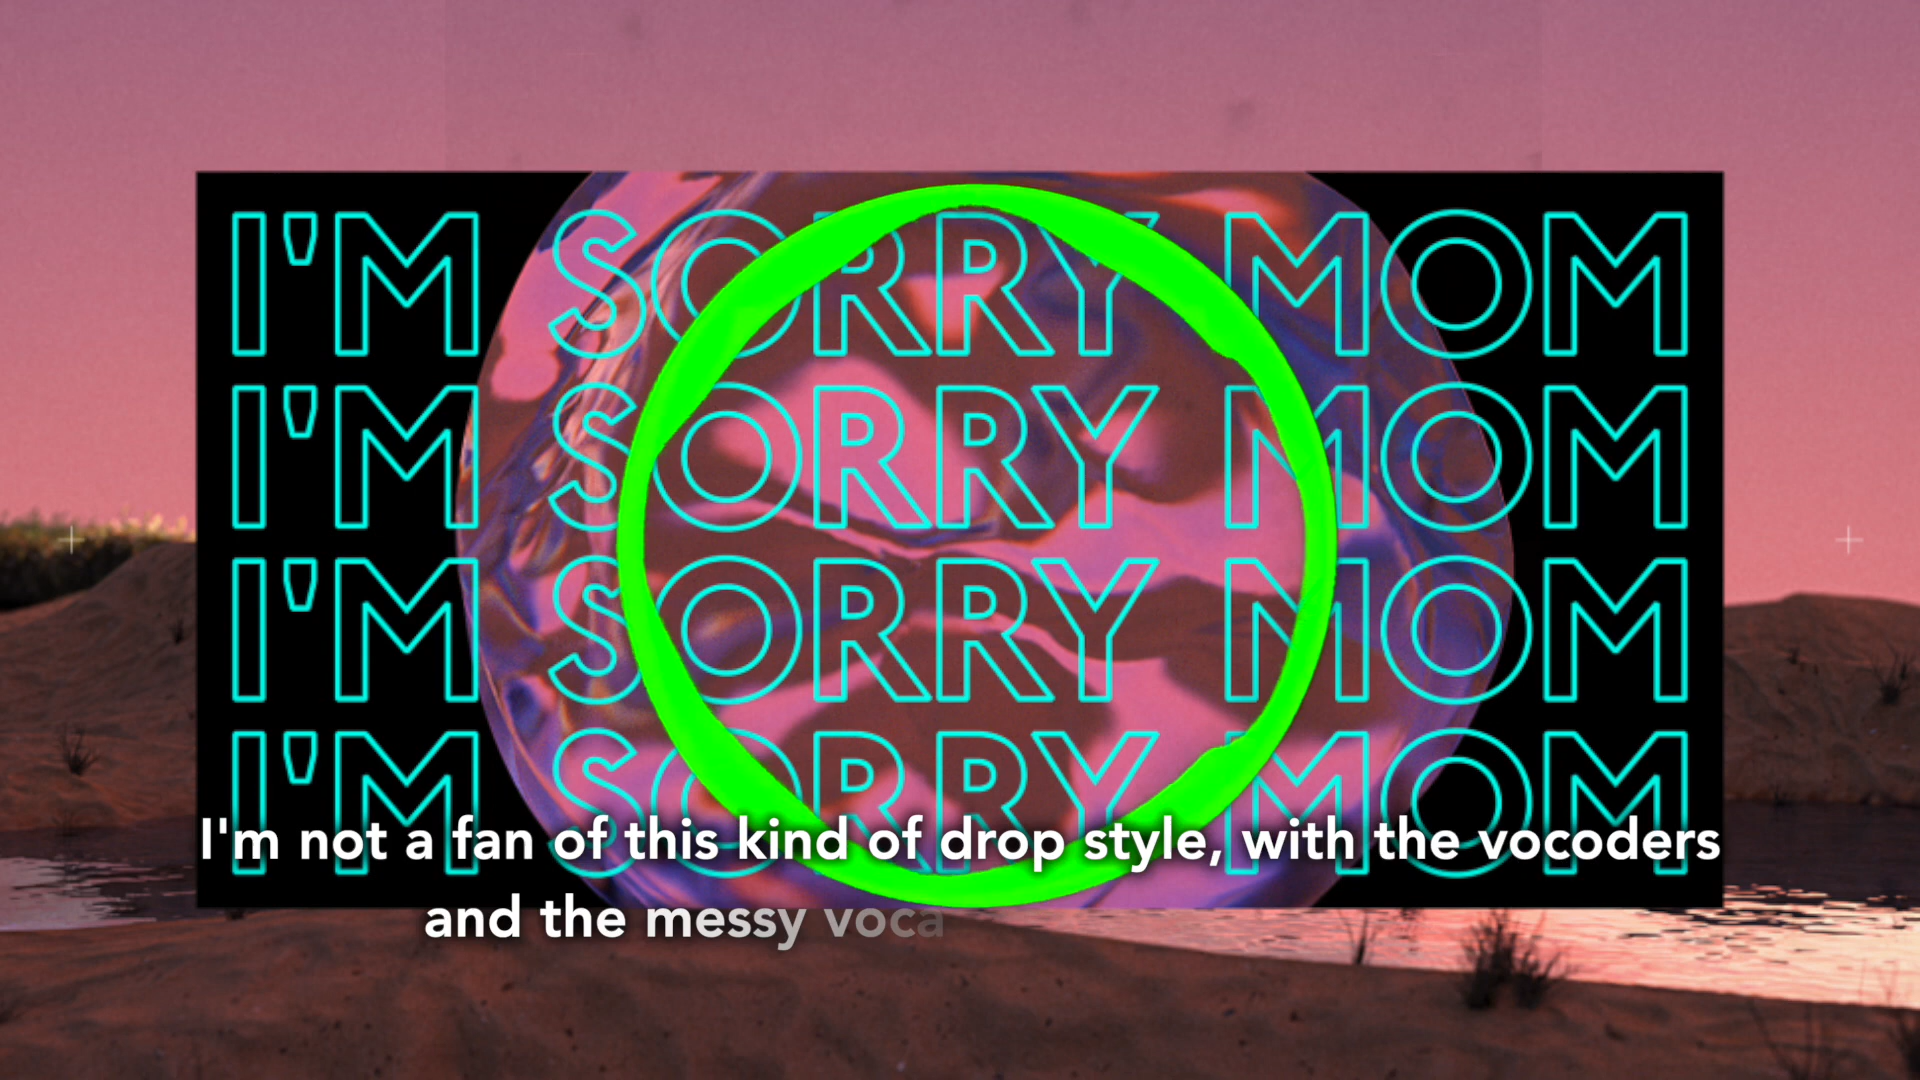 I'M SORRY MOM
I'M SORRY MOM
I'M SORRY MOM
I'M SORRY MOM
I'm not a fan of this kind of drop style, with the vocoders
and the messy voca